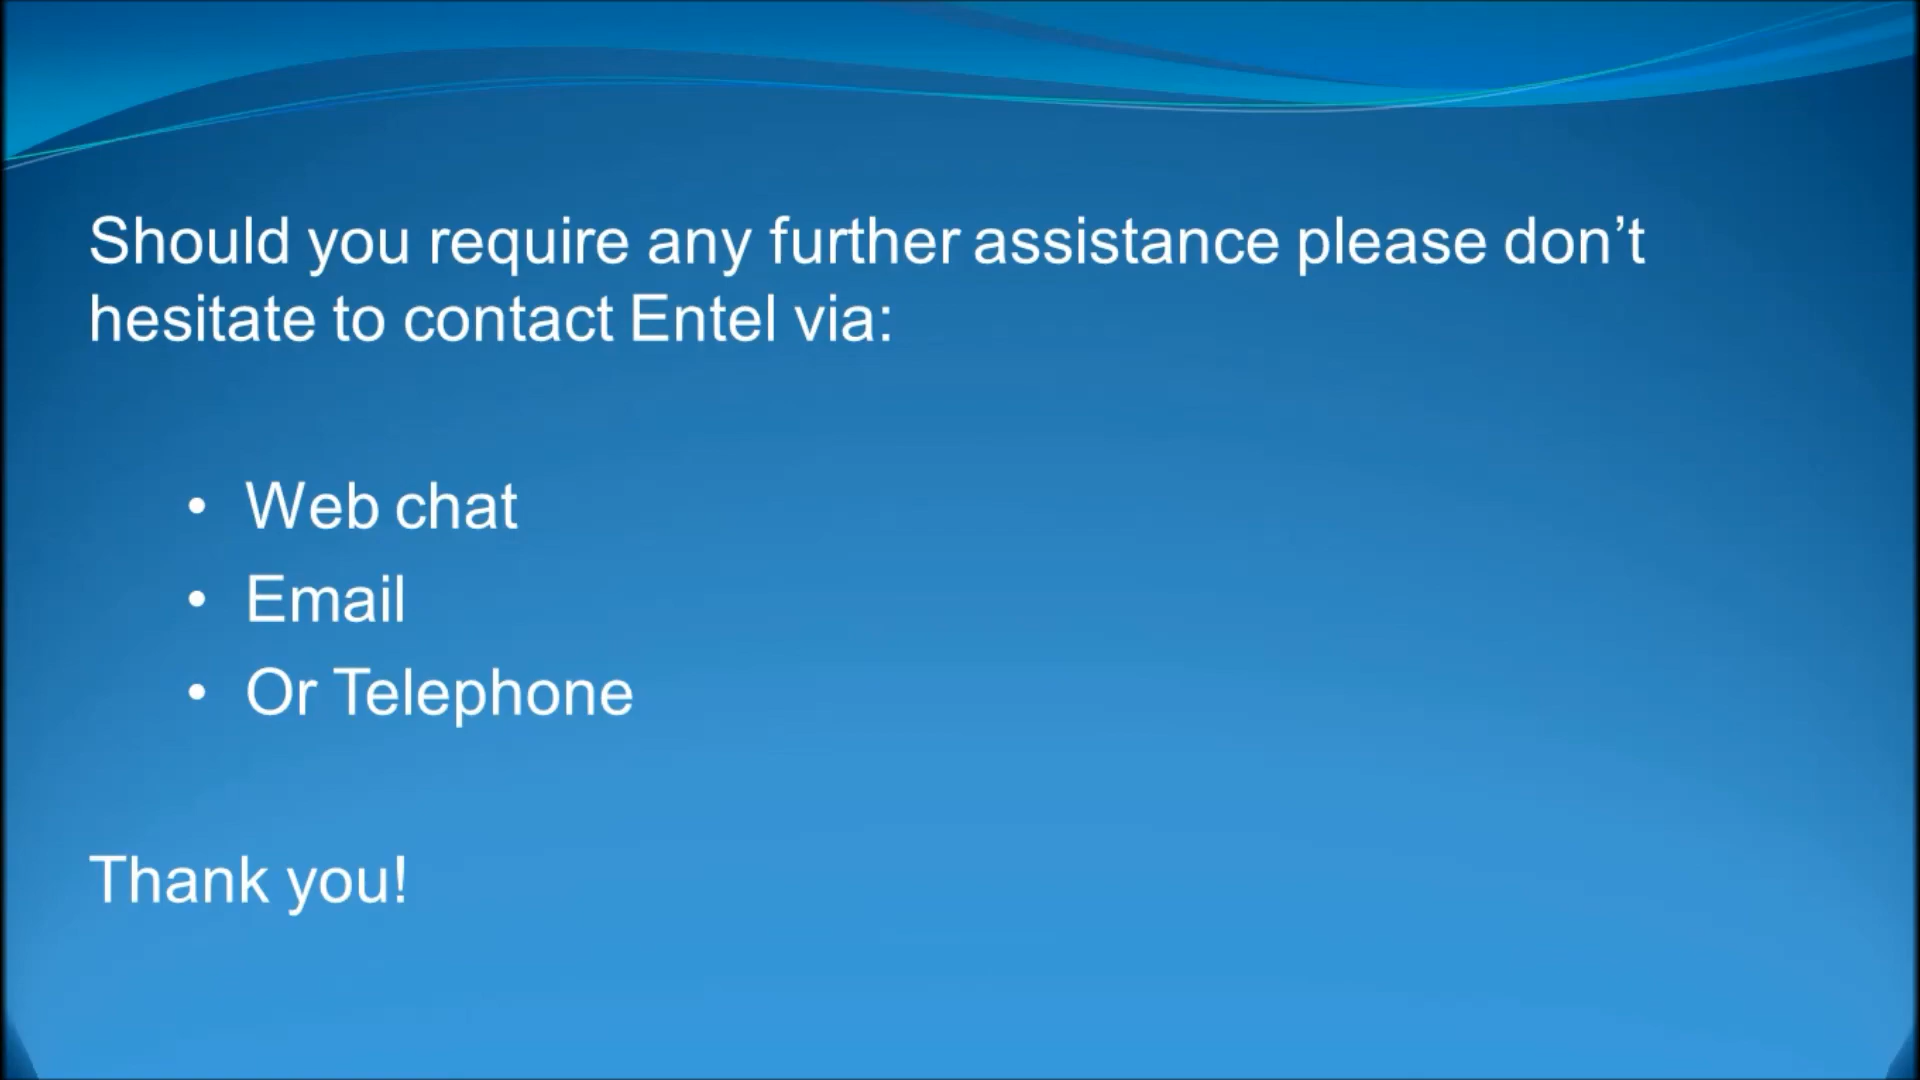 Should you require any further assistance please don’t
hesitate to contact Entel via:
• Web chat
• Email
• Or Telephone
Thank you!